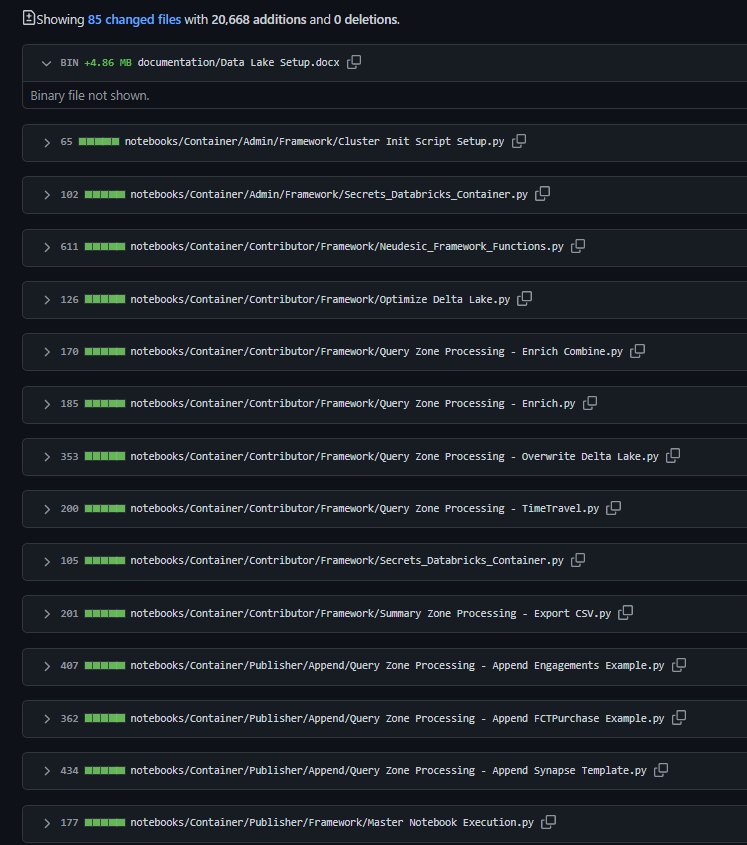 Showing 85 changed files with 20,668 additions and 0 deletions.
BIN +4.86 MB documentation/Data Lake Setup.docx
Binary file not shown.
65 notebooks/Container/Admin/Framework/Cluster Init Script Setup.py
102 notebooks/Container/Admin/Framework/Secrets_Databricks_Container.py
611 notebooks/Container/Contributor/Framework/Neudesic_Framework_Functions.py
126 notebooks/Container/Contributor/Framework/Optimize Delta Lake.py
170 notebooks/Container/Contributor/Framework/Query Zone Processing - Enrich Combine.py
185 notebooks/Container/Contributor/Framework/Query Zone Processing - Enrich.py
353 notebooks/Container/Contributor/Framework/Query Zone Processing - Overwrite Delta Lake.py
200 notebooks/Container/Contributor/Framework/Query Zone Processing - TimeTravel.py
105 notebooks/Container/Contributor/Framework/Secrets_Databricks_Container.py
201 notebooks/Container/Contributor/Framework/Summary Zone Processing - Export CSV.py
407 notebooks/Container/Publisher/Append/Query Zone Processing - Append Engagements Example.py
362 notebooks/Container/Publisher/Append/Query Zone Processing - Append FCTPurchase Example.py
434 notebooks/Container/Publisher/Append/Query Zone Processing - Append Synapse Template.py
177 notebooks/Container/Publisher/Framework/Master Notebook Execution.py